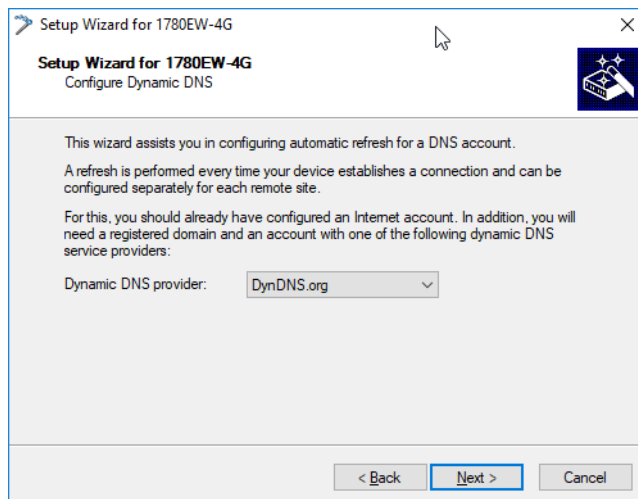 Setup Wizard for 1780EW-4G
Setup Wizard for 1780EW-4G
Configure Dynamic DNS
This wizard assists you in configuring automatic refresh for a DNS account.
A refresh is performed every time your device establishes a connection and can be
configured separately for each remote site.
For this, you should already have configured an Internet account. In addition, you will
need a registered domain and an account with one of the following dynamic DNS
service providers:
Dynamic DNS provider: DynDNS.org
< Back Next > Cancel